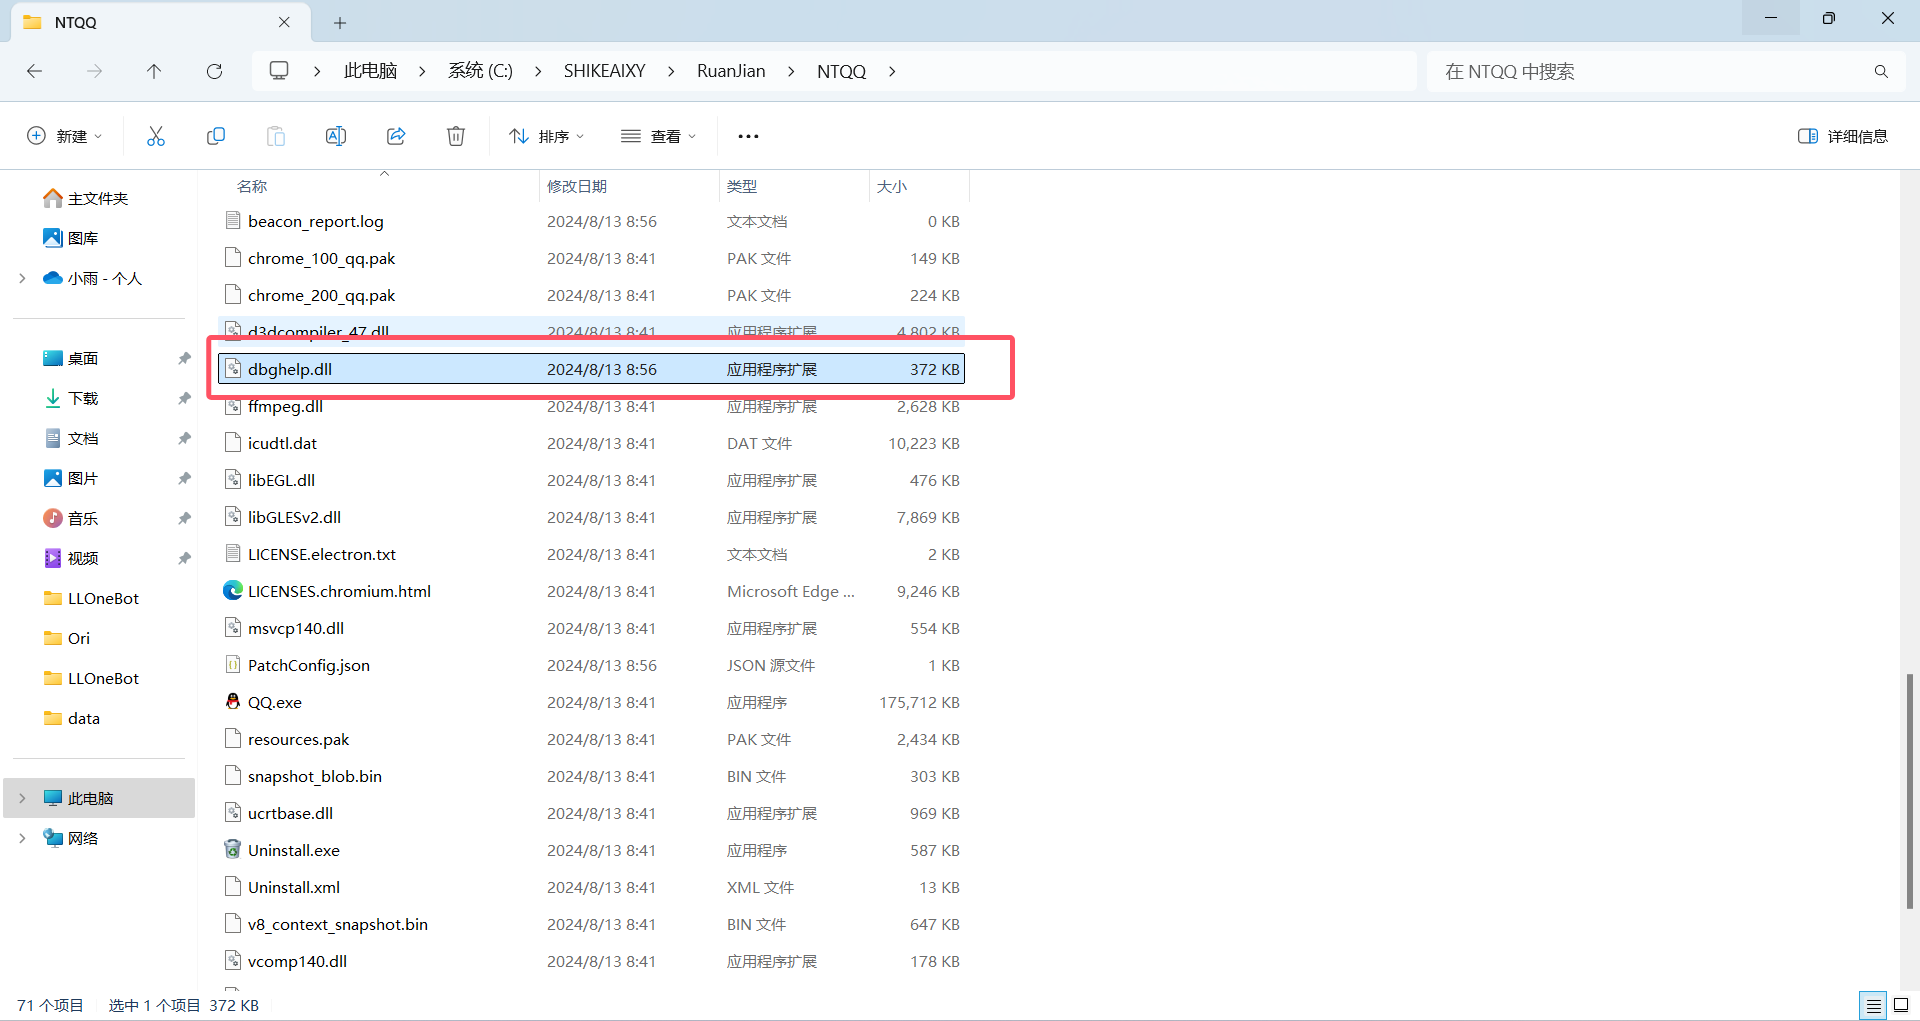 NTQQ
此电脑 系统 (C:) SHIKEAIXY RuanJian NTQQ
在 NTQQ 中搜索
新建 排序 查看 详细信息
主文件夹
图库
小雨 - 个人
桌面
下载
文档
图片
音乐
视频
LLOneBot
Ori
LLOneBot
data
此电脑
网络
名称 修改日期 类型 大小
beacon_report.log 2024/8/13 8:56 文本文档 0 KB
chrome_100_qq.pak 2024/8/13 8:41 PAK 文件 149 KB
chrome_200_qq.pak 2024/8/13 8:41 PAK 文件 224 KB
d3dcompiler_47.dll 2024/8/13 8:41 应用程序扩展 4,802 KB
dbghelp.dll 2024/8/13 8:56 应用程序扩展 372 KB
ffmpeg.dll 2024/8/13 8:41 应用程序扩展 2,628 KB
icudtl.dat 2024/8/13 8:41 DAT 文件 10,223 KB
libEGL.dll 2024/8/13 8:41 应用程序扩展 476 KB
libGLESv2.dll 2024/8/13 8:41 应用程序扩展 7,869 KB
LICENSE.electron.txt 2024/8/13 8:41 文本文档 2 KB
LICENSES.chromium.html 2024/8/13 8:41 Microsoft Edge ... 9,246 KB
msvcp140.dll 2024/8/13 8:41 应用程序扩展 554 KB
PatchConfig.json 2024/8/13 8:56 JSON 源文件 1 KB
QQ.exe 2024/8/13 8:41 应用程序 175,712 KB
resources.pak 2024/8/13 8:41 PAK 文件 2,434 KB
snapshot_blob.bin 2024/8/13 8:41 BIN 文件 303 KB
ucrtbase.dll 2024/8/13 8:41 应用程序扩展 969 KB
Uninstall.exe 2024/8/13 8:41 应用程序 587 KB
Uninstall.xml 2024/8/13 8:41 XML 文件 13 KB
v8_context_snapshot.bin 2024/8/13 8:41 BIN 文件 647 KB
vcomp140.dll 2024/8/13 8:41 应用程序扩展 178 KB
71 个项目 选中 1 个项目 372 KB